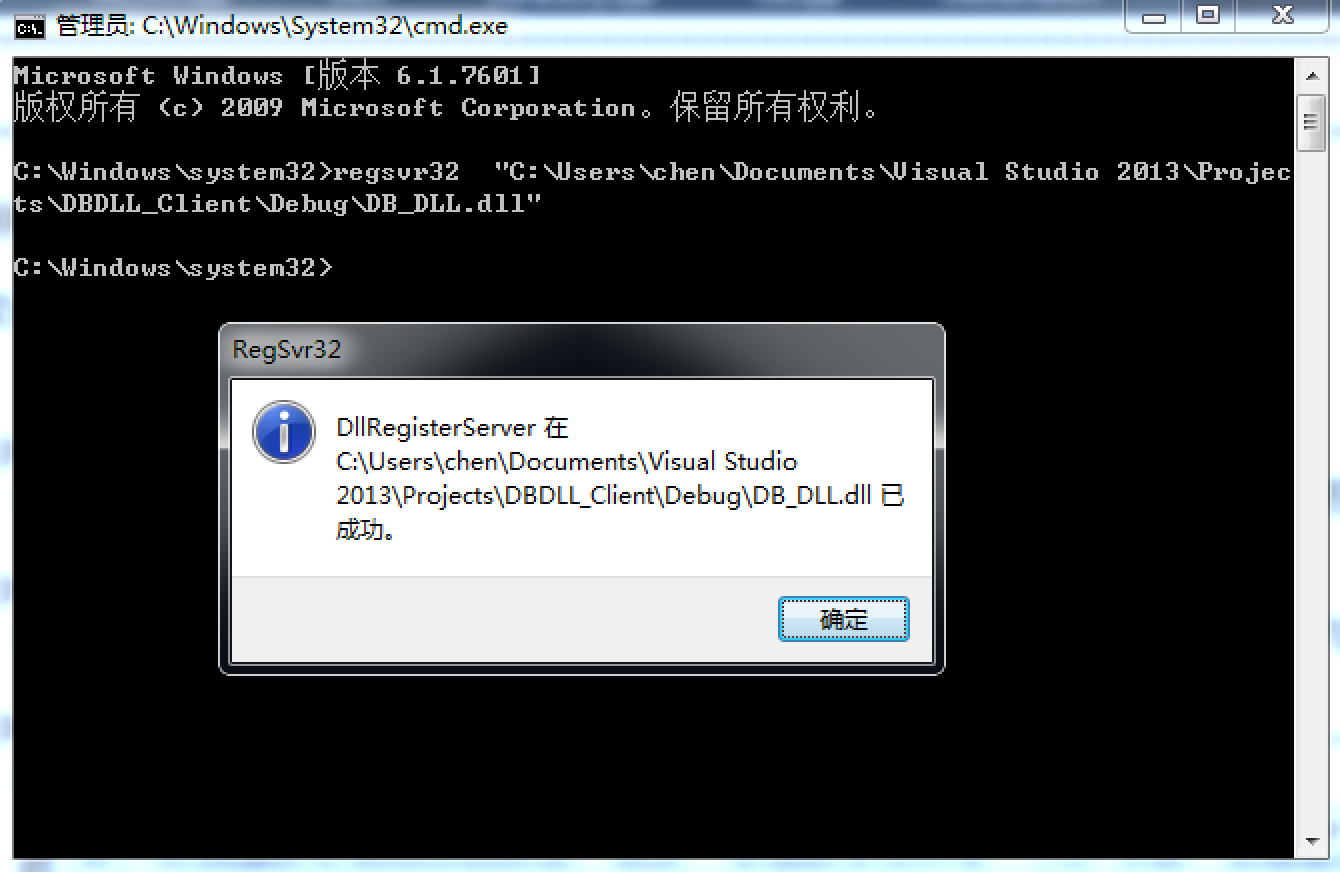 管理员: C:\Windows\System32\cmd.exe
Microsoft Windows [版本 6.1.7601]
版权所有 (c) 2009 Microsoft Corporation。保留所有权利。
C:\Windows\system32>regsvr32  "C:\Users\chen\Documents\Visual Studio 2013\Projec
ts\DBDLL_Client\Debug\DB_DLL.dll"
C:\Windows\system32>
RegSvr32
DllRegisterServer 在
C:\Users\chen\Documents\Visual Studio
2013\Projects\DBDLL_Client\Debug\DB_DLL.dll 已
成功。
确定